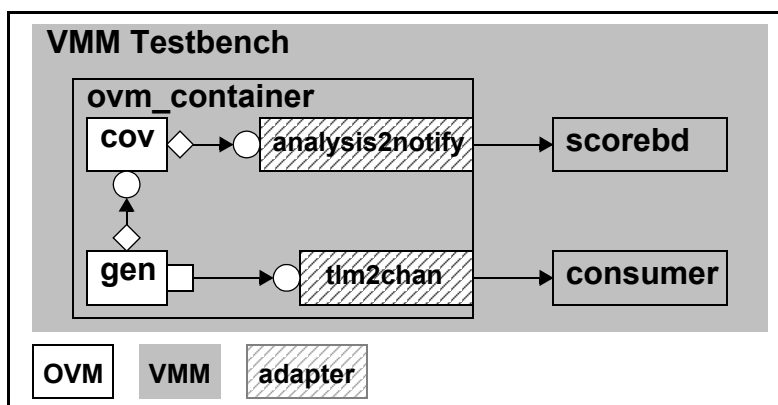 VMM Testbench
ovm_container
cov
analysis2notify
scorebd
gen
tlm2chan
consumer
OVM
VMM
adapter